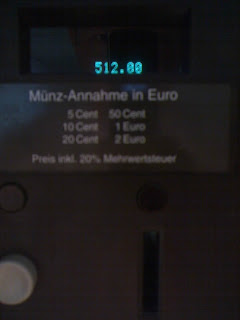 512.00
Münz-Annahme in Euro
5 Cent 50 Cent
10 Cent 1 Euro
20 Cent 2 Euro
Preis inkl. 20% Mehrwertsteuer